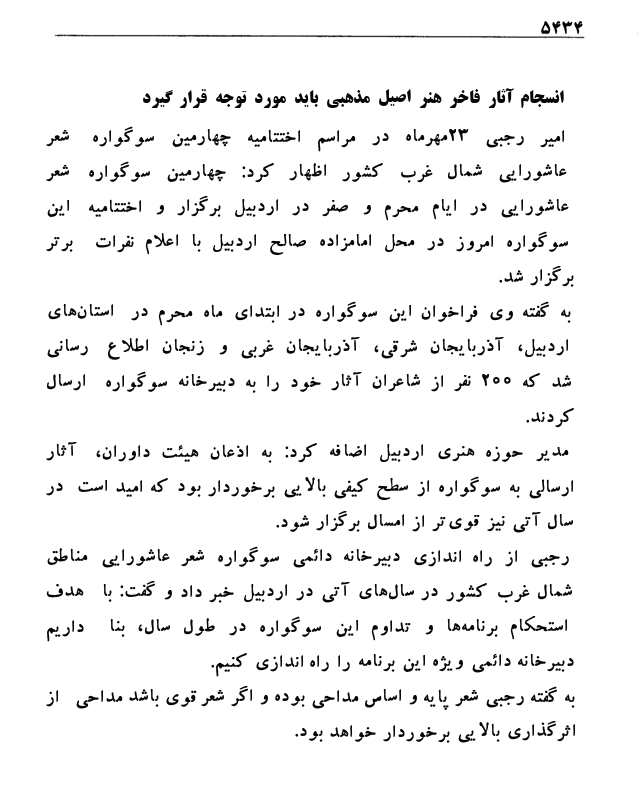 ۵۴۳۴
انسجام آثار فاخر هنر اصیل مذهبی باید مورد توجه قرار گیرد
امیر رجبی ۲۳مهرماه در مراسم اختتامیه چهارمین سوگواره شعر
عاشورایی شمال غرب کشور اظهار کرد: چهارمین سوگواره شعر
عاشورایی در ایام محرم و صفر در اردبیل برگزار و اختتامیه این
سوگواره امروز در محل امامزاده صالح اردبیل با اعلام نفرات برتر
برگزار شد.
به گفته وی فراخوان این سوگواره در ابتدای ماه محرم در استان‌های
اردبیل، آذربایجان شرقی، آذربایجان غربی و زنجان اطلاع رسانی
شد که ۲۰۰ نفر از شاعران آثار خود را به دبیرخانه سوگواره ارسال
کردند.
مدیر حوزه هنری اردبیل اضافه کرد: به اذعان هیئت داوران، آثار
ارسالی به سوگواره از سطح کیفی بالایی برخوردار بود که امید است در
سال آتی نیز قوی‌تر از امسال برگزار شود.
رجبی از راه اندازی دبیرخانه دائمی سوگواره شعر عاشورایی مناطق
شمال غرب کشور در سال‌های آتی در اردبیل خبر داد و گفت: با هدف
استحکام برنامه‌ها و تداوم این سوگواره در طول سال، بنا داریم
دبیرخانه دائمی ویژه این برنامه را راه اندازی کنیم.
به گفته رجبی شعر پایه و اساس مداحی بوده و اگر شعر قوی باشد مداحی از
اثرگذاری بالایی برخوردار خواهد بود.